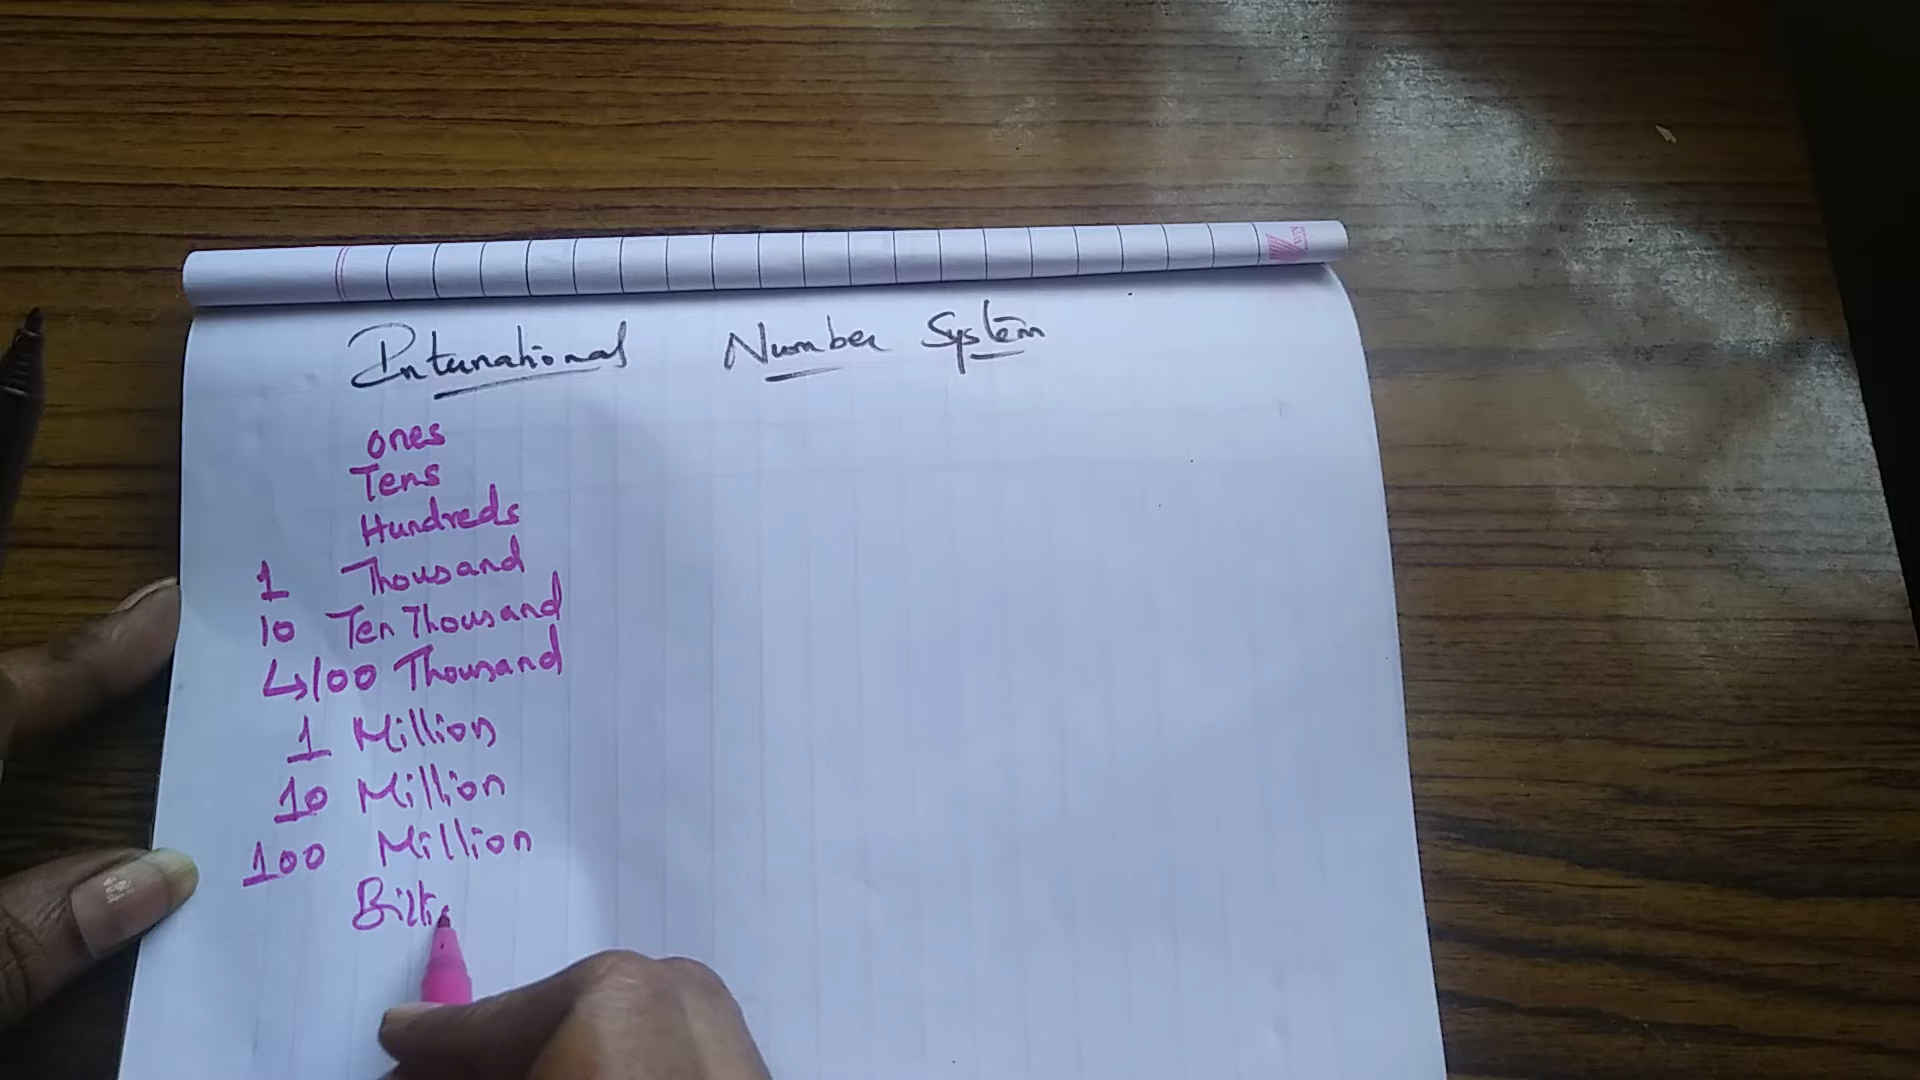 International Number System
ones
Tens
Hundreds
1 Thousand
10 Ten Thousand
↳100 Thousand
1 Million
10 Million
100 Million
Billi